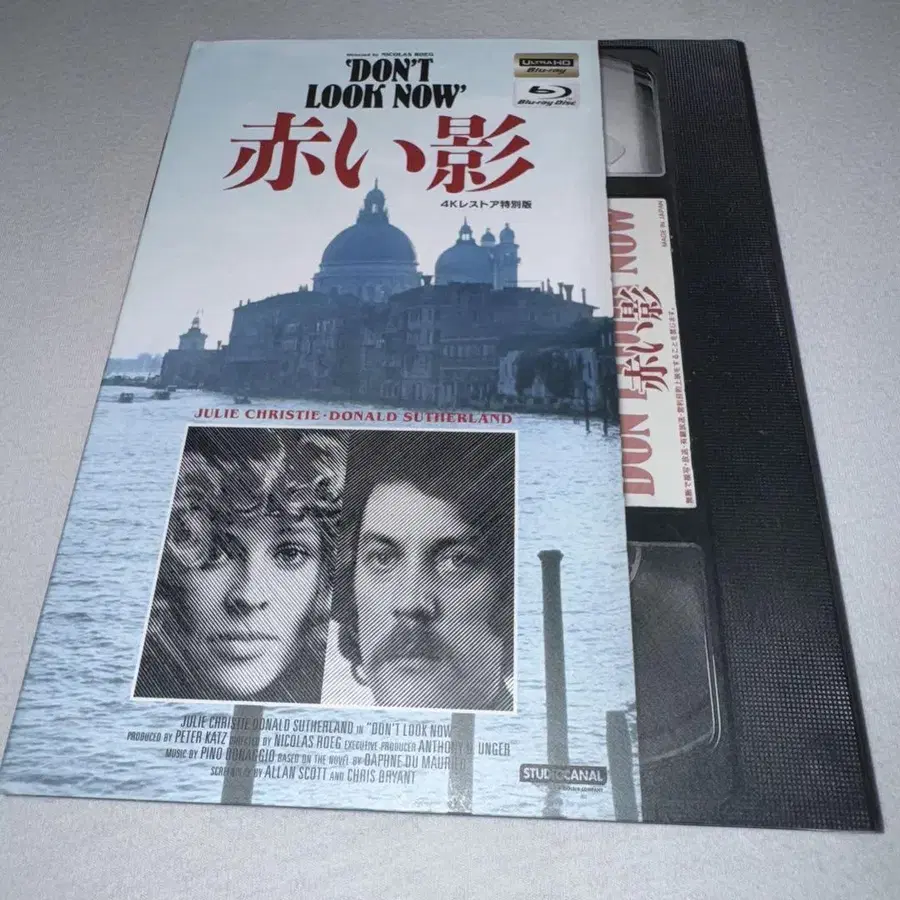 Directed by NICOLAS ROEG
'DON'T
LOOK NOW'
赤い影
4Kレストア特別版
ULTRA HD
Blu-ray
Blu-ray Disc
JULIE CHRISTIE · DONALD SUTHERLAND
JULIE CHRISTIE DONALD SUTHERLAND IN "DON'T LOOK NOW
PRODUCED BY PETER KATZ DIRECTED BY NICOLAS ROEG EXECUTIVE PRODUCER ANTHONY B. UNGER
MUSIC BY PINO DONAGGIO BASED ON THE NOVEL BY DAPHNE DU MAURIER
SCREENPLAY BY ALLAN SCOTT AND CHRIS BRYANT
STUDIOCANAL
NOW
赤い影
MADE IN JAPAN